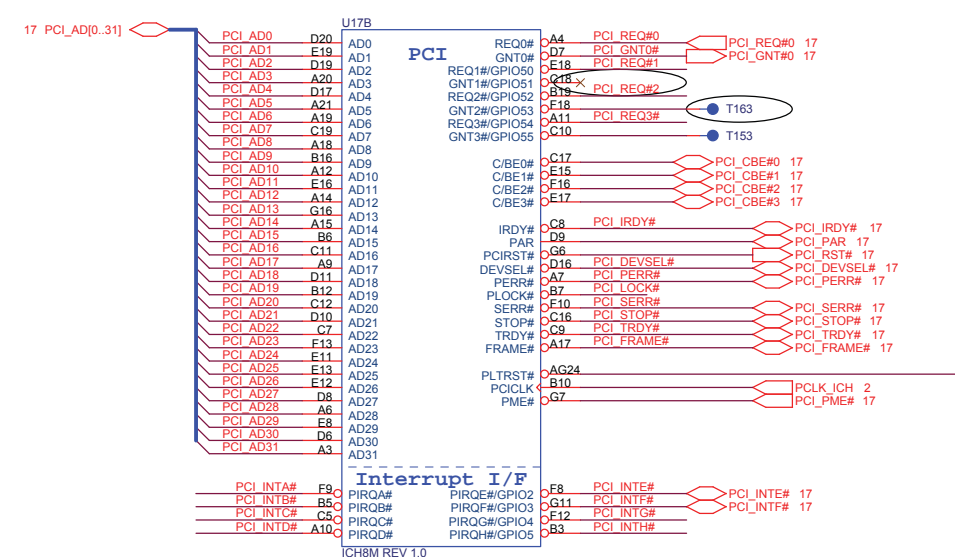 U17B
17 PCI_AD[0..31]
PCI
PCI_AD0 D20 AD0
PCI_AD1 E19 AD1
PCI_AD2 D19 AD2
PCI_AD3 A20 AD3
PCI_AD4 D17 AD4
PCI_AD5 A21 AD5
PCI_AD6 A19 AD6
PCI_AD7 C19 AD7
PCI_AD8 A18 AD8
PCI_AD9 B16 AD9
PCI_AD10 A12 AD10
PCI_AD11 E16 AD11
PCI_AD12 A14 AD12
PCI_AD13 G16 AD13
PCI_AD14 A15 AD14
PCI_AD15 B6 AD15
PCI_AD16 C11 AD16
PCI_AD17 A9 AD17
PCI_AD18 D11 AD18
PCI_AD19 B12 AD19
PCI_AD20 C12 AD20
PCI_AD21 D10 AD21
PCI_AD22 C7 AD22
PCI_AD23 F13 AD23
PCI_AD24 E11 AD24
PCI_AD25 E13 AD25
PCI_AD26 E12 AD26
PCI_AD27 D8 AD27
PCI_AD28 A6 AD28
PCI_AD29 E8 AD29
PCI_AD30 D6 AD30
PCI_AD31 A3 AD31
REQ0# A4 PCI_REQ#0 PCI_REQ#0 17
GNT0# D7 PCI_GNT0# PCI_GNT#0 17
REQ1#/GPIO50 E18 PCI_REQ#1
GNT1#/GPIO51 C18
REQ2#/GPIO52 B19 PCI_REQ#2
GNT2#/GPIO53 F18 T163
REQ3#/GPIO54 A11 PCI_REQ3#
GNT3#/GPIO55 C10 T153
C/BE0# C17 PCI_CBE#0 17
C/BE1# E15 PCI_CBE#1 17
C/BE2# F16 PCI_CBE#2 17
C/BE3# E17 PCI_CBE#3 17
IRDY# C8 PCI_IRDY# PCI_IRDY# 17
PAR D9 PCI_PAR 17
PCIRST# G6 PCI_RST# 17
DEVSEL# D16 PCI_DEVSEL# PCI_DEVSEL# 17
PERR# A7 PCI_PERR# PCI_PERR# 17
PLOCK# B7 PCI_LOCK#
SERR# F10 PCI_SERR# PCI_SERR# 17
STOP# C16 PCI_STOP# PCI_STOP# 17
TRDY# C9 PCI_TRDY# PCI_TRDY# 17
FRAME# A17 PCI_FRAME# PCI_FRAME# 17
PLTRST# AG24
PCICLK B10 PCLK_ICH 2
PME# G7 PCI_PME# 17
Interrupt I/F
PCI_INTA# F9 PIRQA#
PCI_INTB# B5 PIRQB#
PCI_INTC# C5 PIRQC#
PCI_INTD# A10 PIRQD#
PIRQE#/GPIO2 F8 PCI_INTE# PCI_INTE# 17
PIRQF#/GPIO3 G11 PCI_INTF# PCI_INTF# 17
PIRQG#/GPIO4 F12 PCI_INTG#
PIRQH#/GPIO5 B3 PCI_INTH#
ICH8M REV 1.0